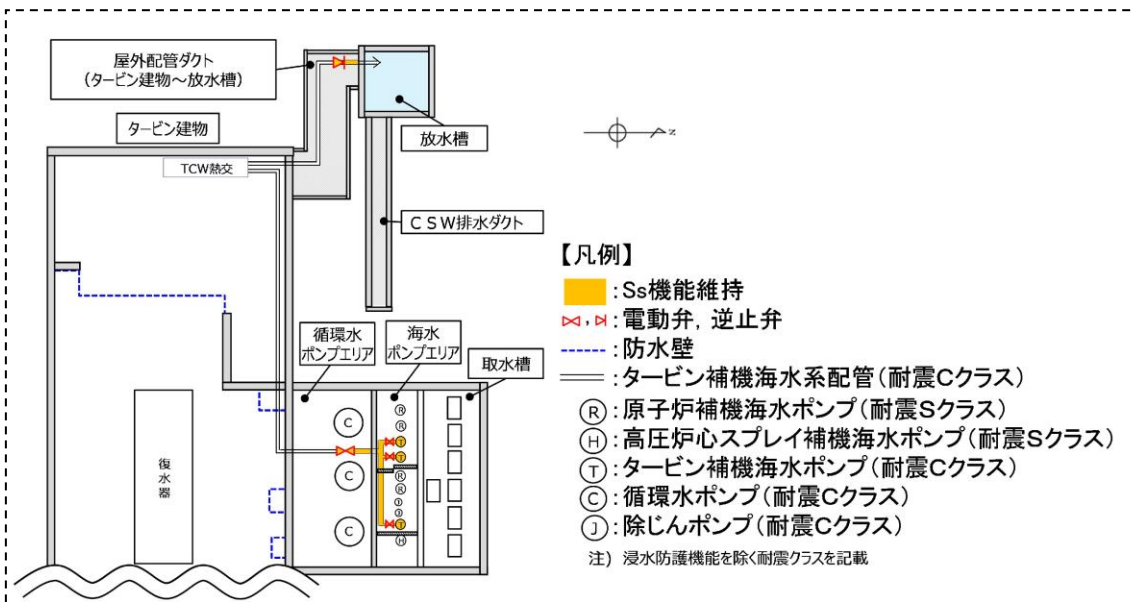 屋外配管ダクト
(タービン建物～放水槽)
タービン建物
TCW熱交
放水槽
N
CSW排水ダクト
循環水
ポンプエリア
海水
ポンプエリア
取水槽
復水器
C
C
C
R
R
T
T
R
R
J
J
T
H
【凡例】
:Ss機能維持
,:電動弁, 逆止弁
:防水壁
:タービン補機海水系配管(耐震Cクラス)
R:原子炉補機海水ポンプ(耐震Sクラス)
H:高圧炉心スプレイ補機海水ポンプ(耐震Sクラス)
T:タービン補機海水ポンプ(耐震Cクラス)
C:循環水ポンプ(耐震Cクラス)
J:除じんポンプ(耐震Cクラス)
注) 浸水防護機能を除く耐震クラスを記載